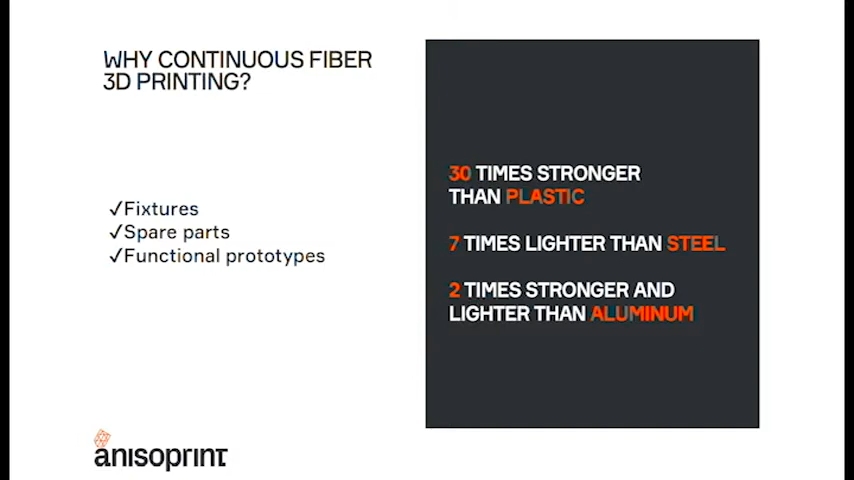 WHY CONTINUOUS FIBER
3D PRINTING?
✓Fixtures
✓Spare parts
✓Functional prototypes
30 TIMES STRONGER
THAN PLASTIC
7 TIMES LIGHTER THAN STEEL
2 TIMES STRONGER AND
LIGHTER THAN ALUMINUM
anisoprint